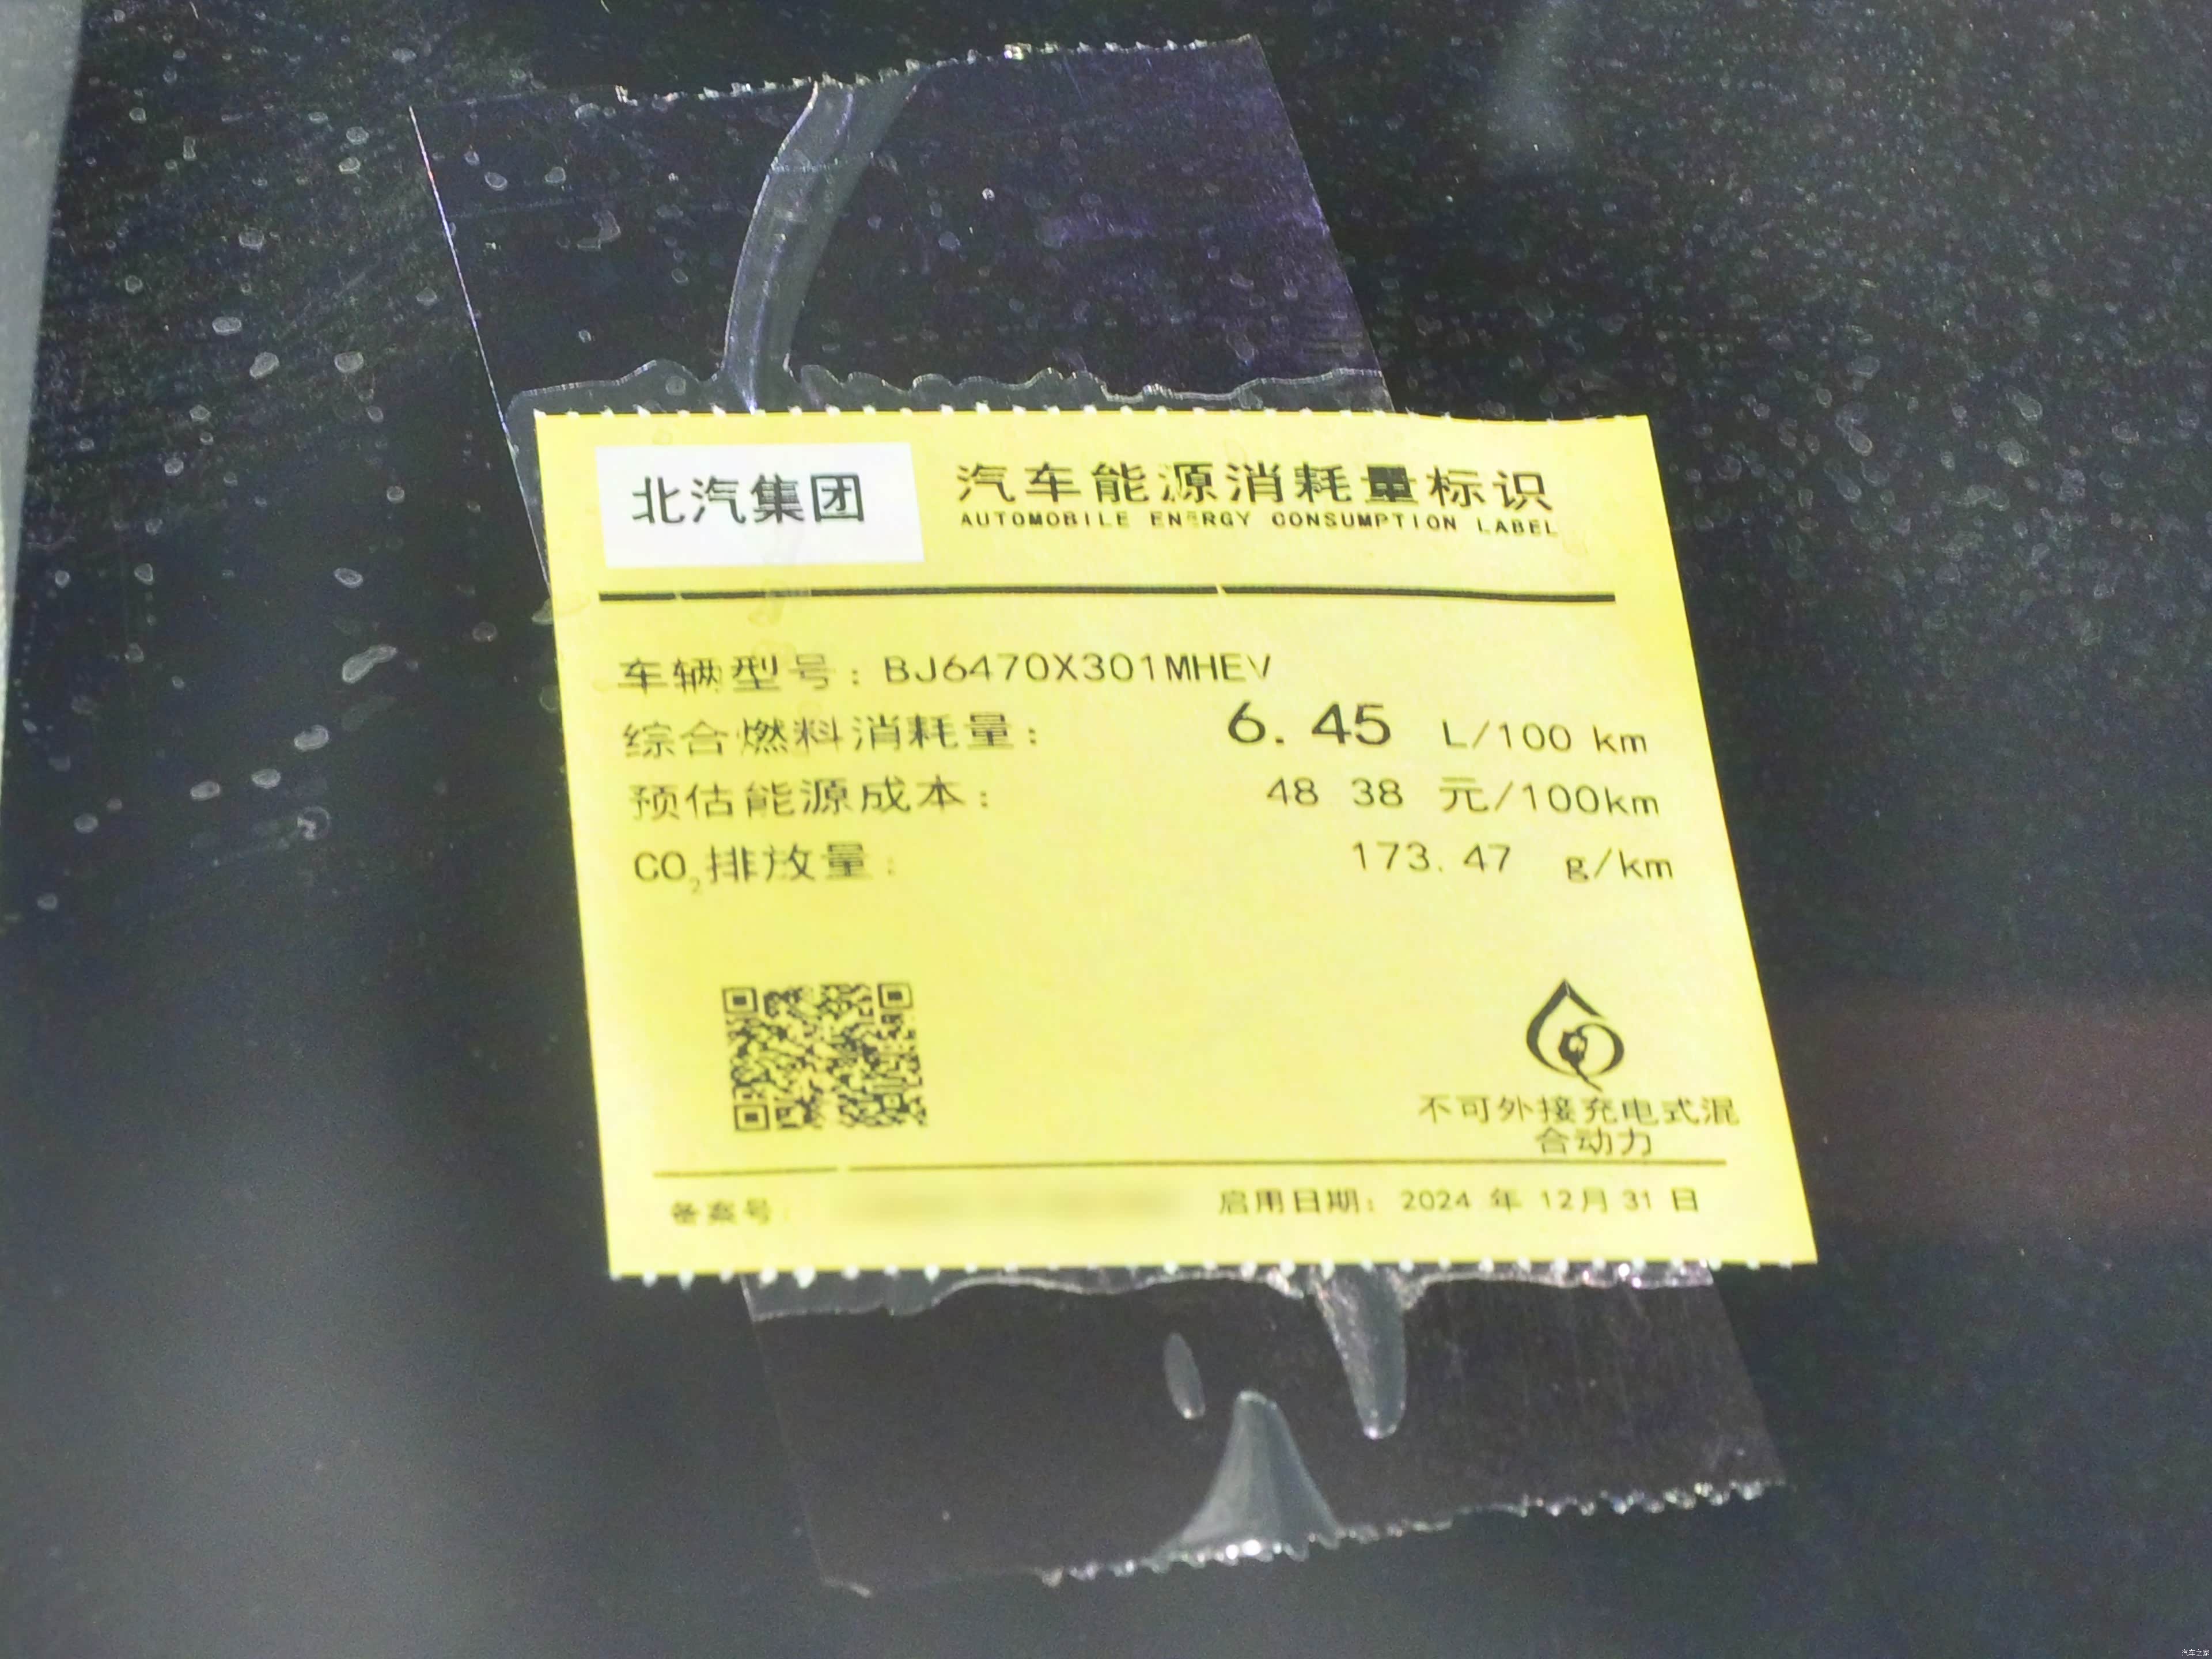 北汽集团
汽车能源消耗量标识
AUTOMOBILE ENERGY CONSUMPTION LABEL
车辆型号：BJ6470X301MHEV
综合燃料消耗量： 6.45 L/100 km
预估能源成本： 48 38 元/100km
CO₂排放量： 173.47 g/km
不可外接充电式混
合动力
备案号： 启用日期： 2024 年 12月 31 日
汽车之家